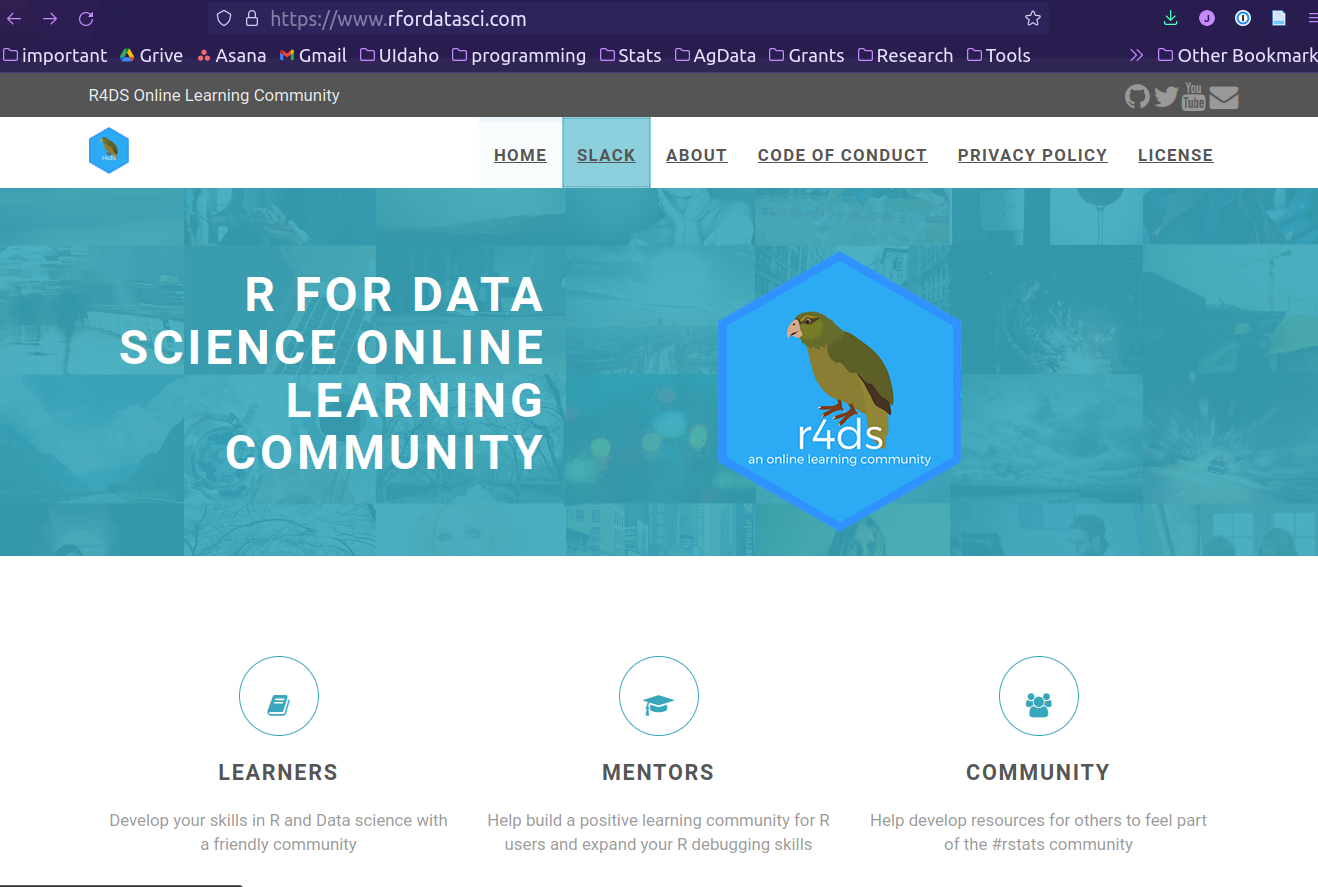 https://www.rfordatasci.com
J
important Grive Asana Gmail UIdaho programming Stats AgData Grants Research Tools Other Bookmark
R4DS Online Learning Community
You
Tube
r4ds
HOME SLACK ABOUT CODE OF CONDUCT PRIVACY POLICY LICENSE
R FOR DATA
SCIENCE ONLINE
LEARNING
COMMUNITY
r4ds
an online learning community
LEARNERS
Develop your skills in R and Data science with
a friendly community
MENTORS
Help build a positive learning community for R
users and expand your R debugging skills
COMMUNITY
Help develop resources for others to feel part
of the #rstats community